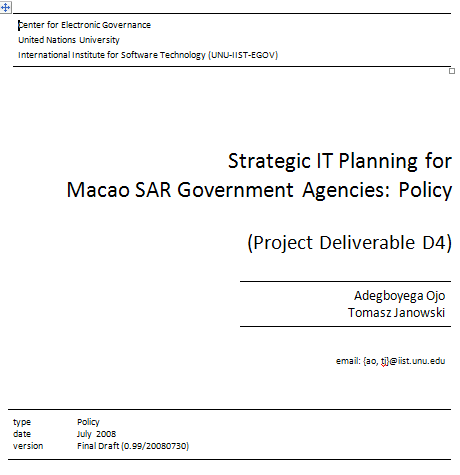 Center for Electronic Governance
United Nations University
International Institute for Software Technology (UNU-IIST-EGOV)
Strategic IT Planning for
Macao SAR Government Agencies: Policy
(Project Deliverable D4)
Adegboyega Ojo
Tomasz Janowski
email: {ao, tj}@iist.unu.edu
type Policy
date July 2008
version Final Draft (0.99/20080730)